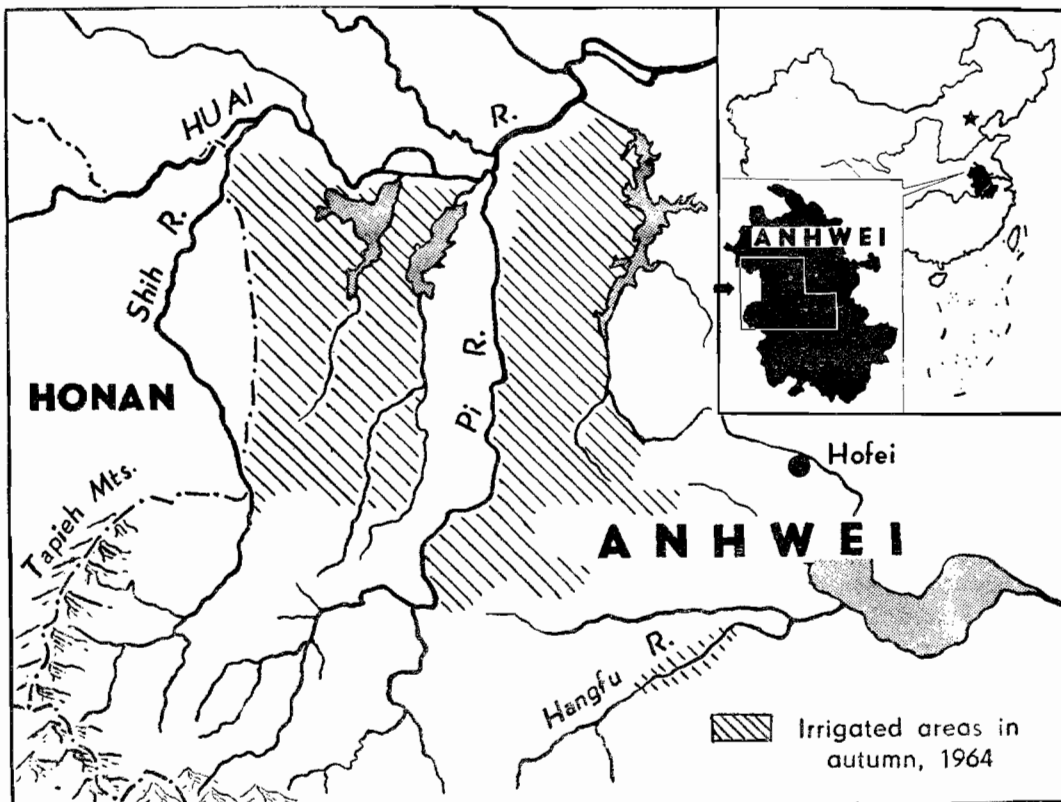 HUAI
R.
Shih
R.
Pi
R.
HONAN
Tapieh Mts.
ANHWEI
Hofei
ANHWEI
Hangfu
R.
Irrigated areas in
autumn, 1964